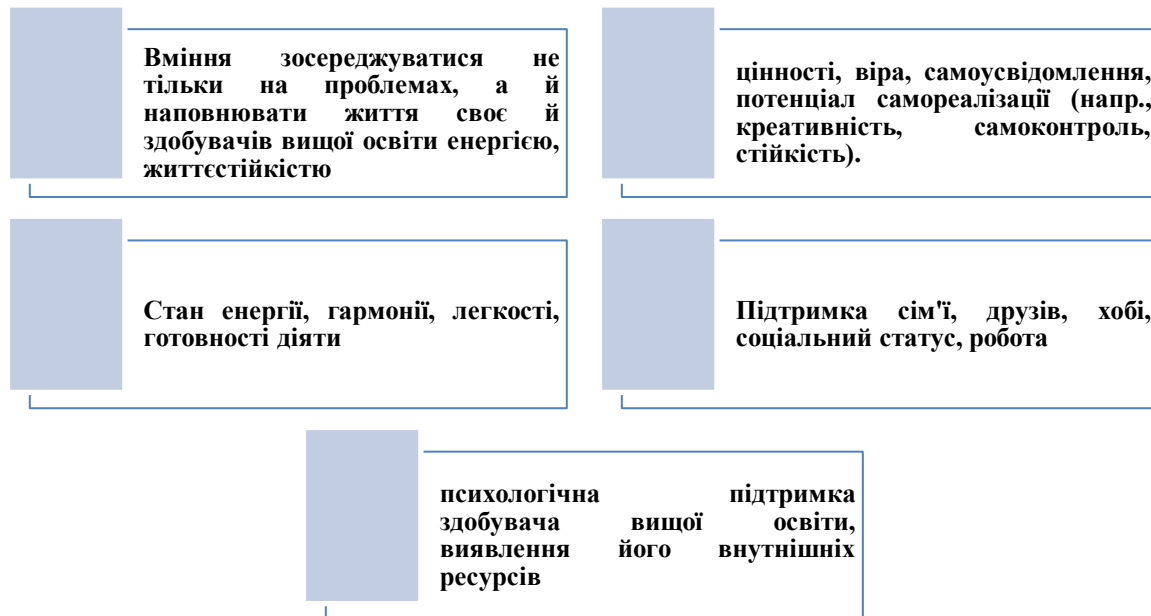 Вміння зосереджуватися не
тільки на проблемах, а й
наповнювати життя своє й
здобувачів вищої освіти енергією,
життєстійкістю
цінності, віра, самоусвідомлення,
потенціал самореалізації (напр.,
креативність, самоконтроль,
стійкість).
Стан енергії, гармонії, легкості,
готовності діяти
Підтримка сім'ї, друзів, хобі,
соціальний статус, робота
психологічна підтримка
здобувача вищої освіти,
виявлення його внутнішніх
ресурсів